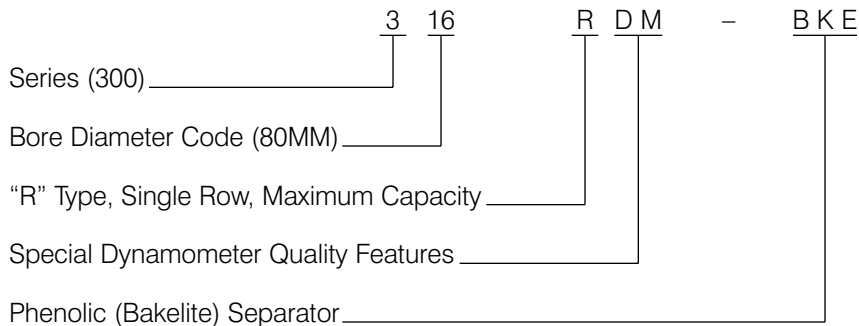 3 16 R D M – B K E
Series (300)
Bore Diameter Code (80MM)
“R” Type, Single Row, Maximum Capacity
Special Dynamometer Quality Features
Phenolic (Bakelite) Separator